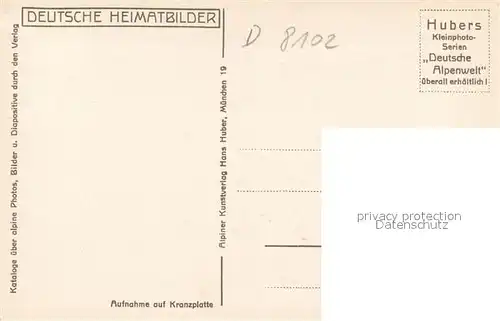 DEUTSCHE HEIMATBILDER
D 8102
Hubers
Kleinphoto-
Serien
„Deutsche
Alpenwelt"
überall erhältlich!
Kataloge über alpine Photos, Bilder u. Diapositive durch den Verlag
Alpiner Kunstverlag Hans Huber, München 19
Aufnahme auf Kranzplatte
privacy protection
watermark